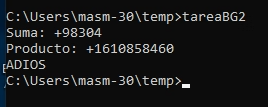 C:\Users\masm-30\temp>tareaBG2
Suma: +98304
Producto: +1610858460
ADIOS
C:\Users\masm-30\temp>